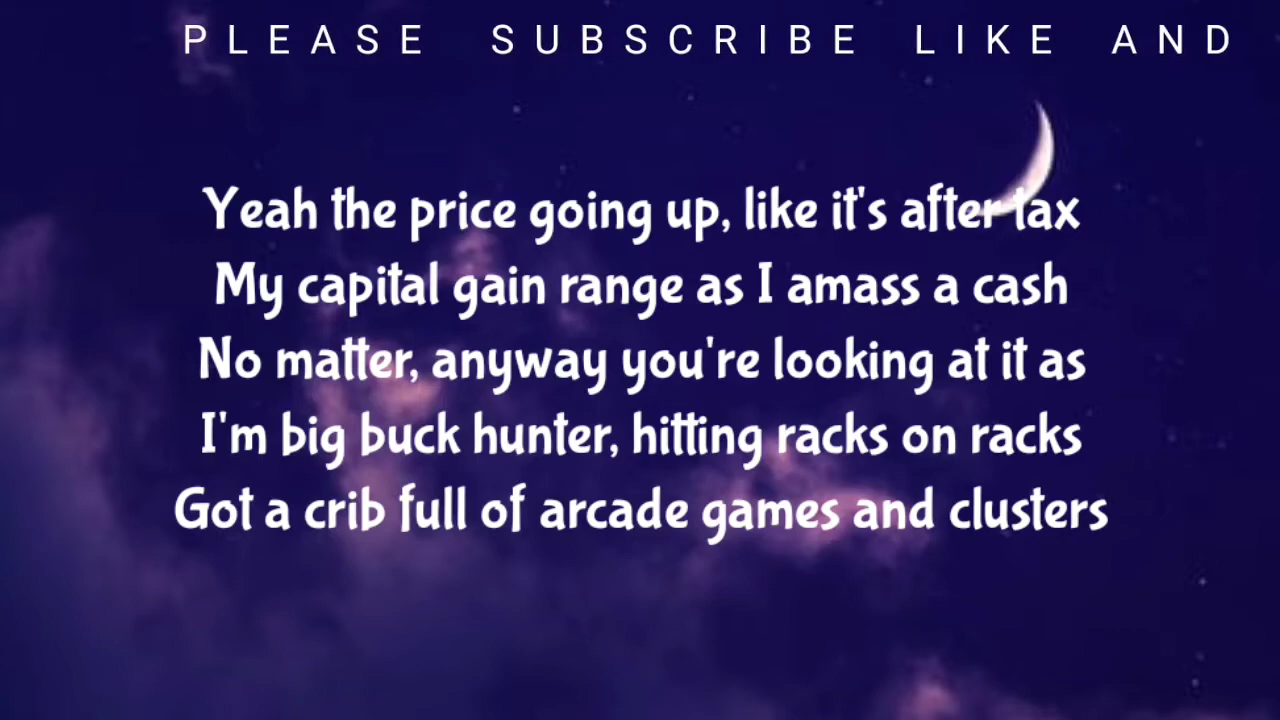 PLEASE SUBSCRIBE LIKE AND
Yeah the price going up, like it's after tax
My capital gain range as I amass a cash
No matter, anyway you're looking at it as
I'm big buck hunter, hitting racks on racks
Got a crib full of arcade games and clusters